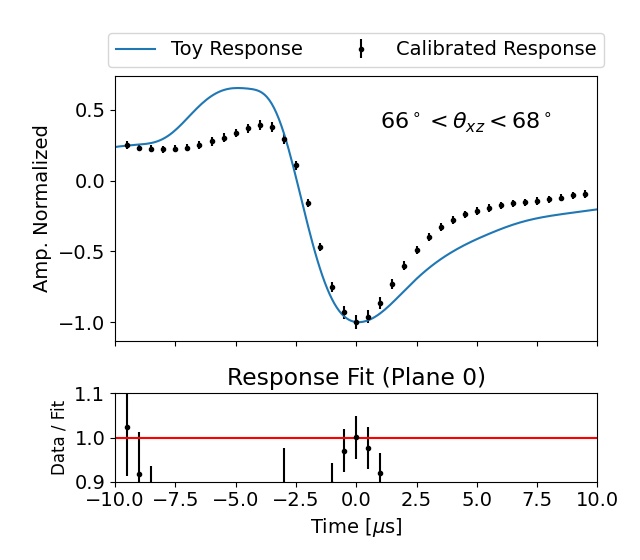 Toy Response Calibrated Response
66° < θxz < 68°
Amp. Normalized
0.5
0.0
−0.5
−1.0
Response Fit (Plane 0)
Data / Fit
1.1
1.0
0.9
−10.0 −7.5 −5.0 −2.5 0.0 2.5 5.0 7.5 10.0
Time [μs]